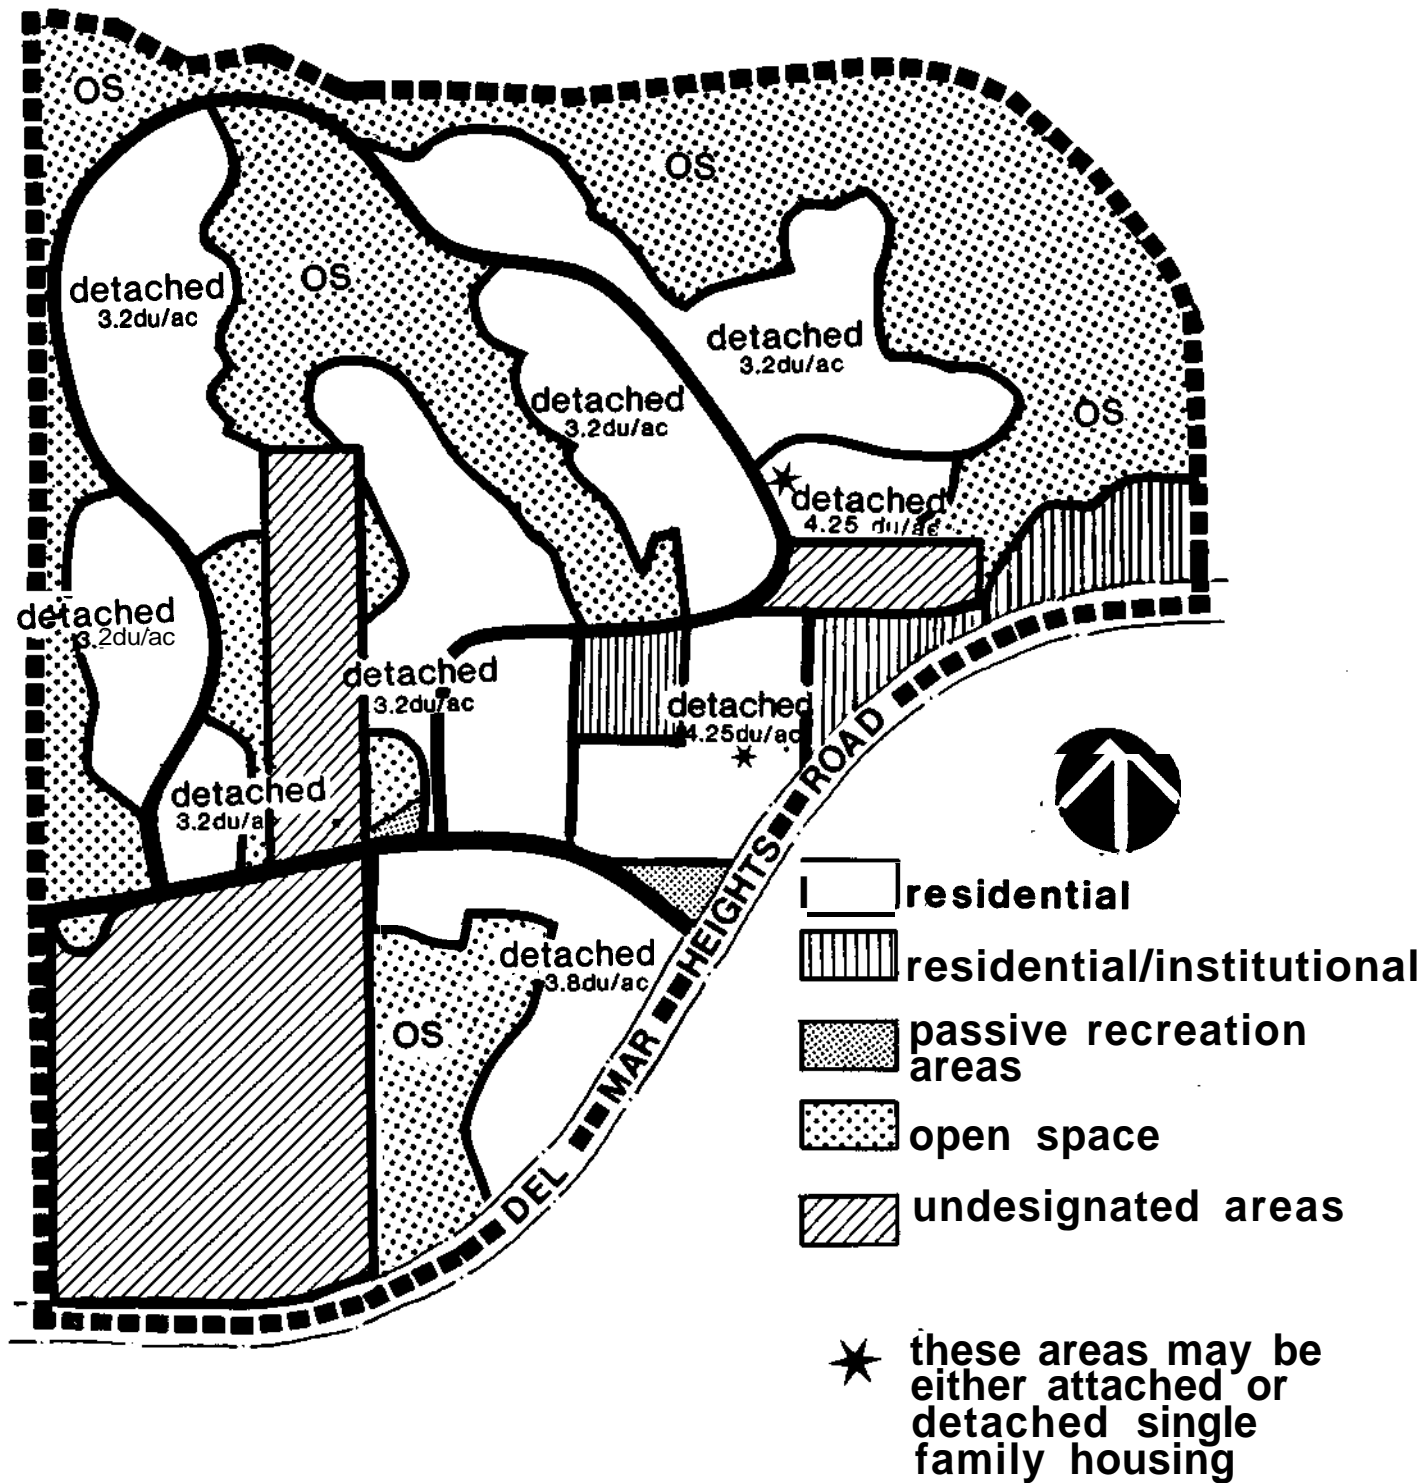 OS
OS
detached
3.2du/ac
OS
detached
3.2du/ac
detached
3.2du/ac
OS
detached
4.25 du/ac
detached
3.2du/ac
detached
3.2du/ac
detached
4.25du/ac
detached
3.2du/a
detached
3.8du/ac
OS
DEL MAR HEIGHTS ROAD
residential
residential/institutional
passive recreation
areas
open space
undesignated areas
these areas may be
either attached or
detached single
family housing